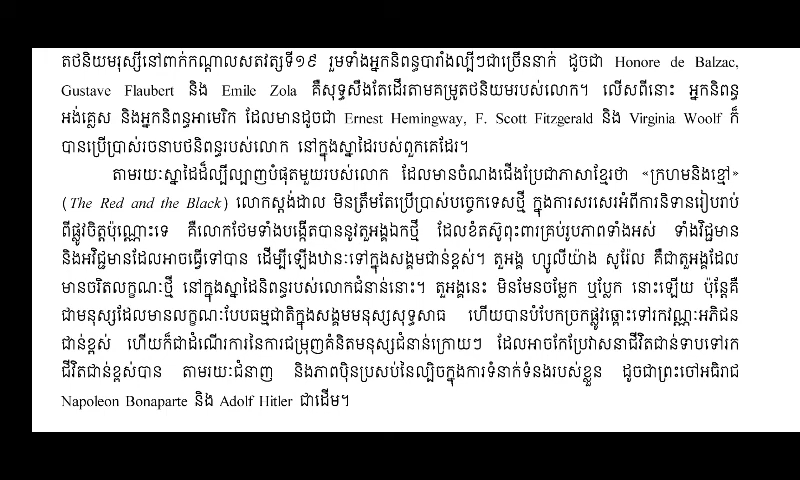 តថនិយមរុស្ស៊ីនៅពាក់កណ្តាលសតវត្សទី១៩ រួមទាំងអ្នកនិពន្ធបារាំងល្បីៗជាច្រើននាក់ ដូចជា Honore de Balzac,
Gustave Flaubert និង Emile Zola គឺសុទ្ធសឹងតែដើរតាមគម្រូតថនិយមរបស់លោក។ លើសពីនោះ អ្នកនិពន្ធ
អង់គ្លេស និងអ្នកនិពន្ធអាមេរិក ដែលមានដូចជា Ernest Hemingway, F. Scott Fitzgerald និង Virginia Woolf ក៏
បានប្រើប្រាស់រចនាបថនិពន្ធរបស់លោក នៅក្នុងស្នាដៃរបស់ពួកគេដែរ។
តាមរយៈស្នាដៃដ៏ល្បីល្បាញបំផុតមួយរបស់លោក ដែលមានចំណងជើងប្រែជាភាសាខ្មែរថា «ក្រហមនិងខ្មៅ»
(The Red and the Black) លោកស្តង់ដាល មិនត្រឹមតែប្រើប្រាស់បច្ចេកទេសថ្មី ក្នុងការសរសេរអំពីការនិទានរៀបរាប់
ពីផ្លូវចិត្តប៉ុណ្ណោះទេ គឺលោកថែមទាំងបង្កើតបាននូវតួអង្គឯកថ្មី ដែលខំតស៊ូពុះពារគ្រប់រូបភាពទាំងអស់ ទាំងវិជ្ជមាន
និងអវិជ្ជមានដែលអាចធ្វើទៅបាន ដើម្បីឡើងឋានៈទៅក្នុងសង្គមជាន់ខ្ពស់។ តួអង្គ ហ្សូលីយ៉ាង សូរ៉ែល គឺជាតួអង្គដែល
មានចរិតលក្ខណៈថ្មី នៅក្នុងស្នាដៃនិពន្ធរបស់លោកជំនាន់នោះ។ តួអង្គនេះ មិនមែនចម្លែក ឬប្លែក នោះឡើយ ប៉ុន្តែគឺ
ជាមនុស្សដែលមានលក្ខណៈបែបធម្មជាតិក្នុងសង្គមមនុស្សសុទ្ធសាធ ហើយបានបំបែកច្រកផ្លូវឆ្ពោះទៅរកវណ្ណៈអភិជន
ជាន់ខ្ពស់ ហើយក៏ជាដំណើរការនៃការជម្រុញគំនិតមនុស្សជំនាន់ក្រោយៗ ដែលអាចកែប្រែវាសនាជីវិតជាន់ទាបទៅរក
ជីវិតជាន់ខ្ពស់បាន តាមរយៈជំនាញ និងភាពប៉ិនប្រសប់នៃល្បិចក្នុងការទំនាក់ទំនងរបស់ខ្លួន ដូចជាព្រះចៅអធិរាជ
Napoleon Bonaparte និង Adolf Hitler ជាដើម។